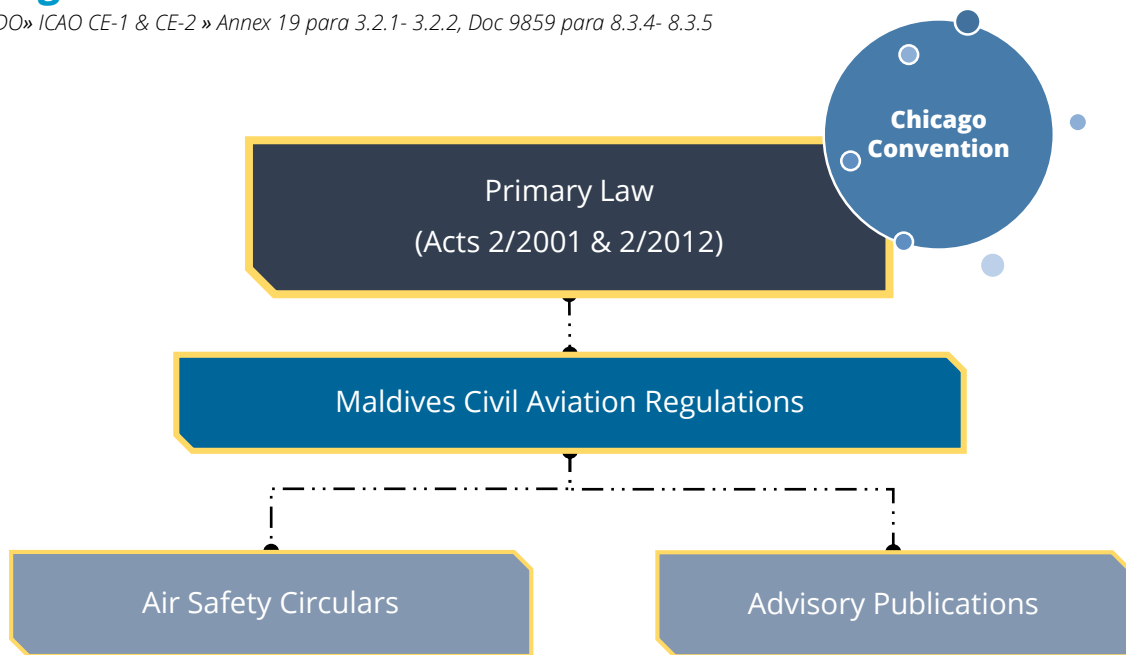 DO» ICAO CE-1 & CE-2 » Annex 19 para 3.2.1- 3.2.2, Doc 9859 para 8.3.4- 8.3.5
Chicago
Convention
Primary Law
(Acts 2/2001 & 2/2012)
Maldives Civil Aviation Regulations
Air Safety Circulars
Advisory Publications